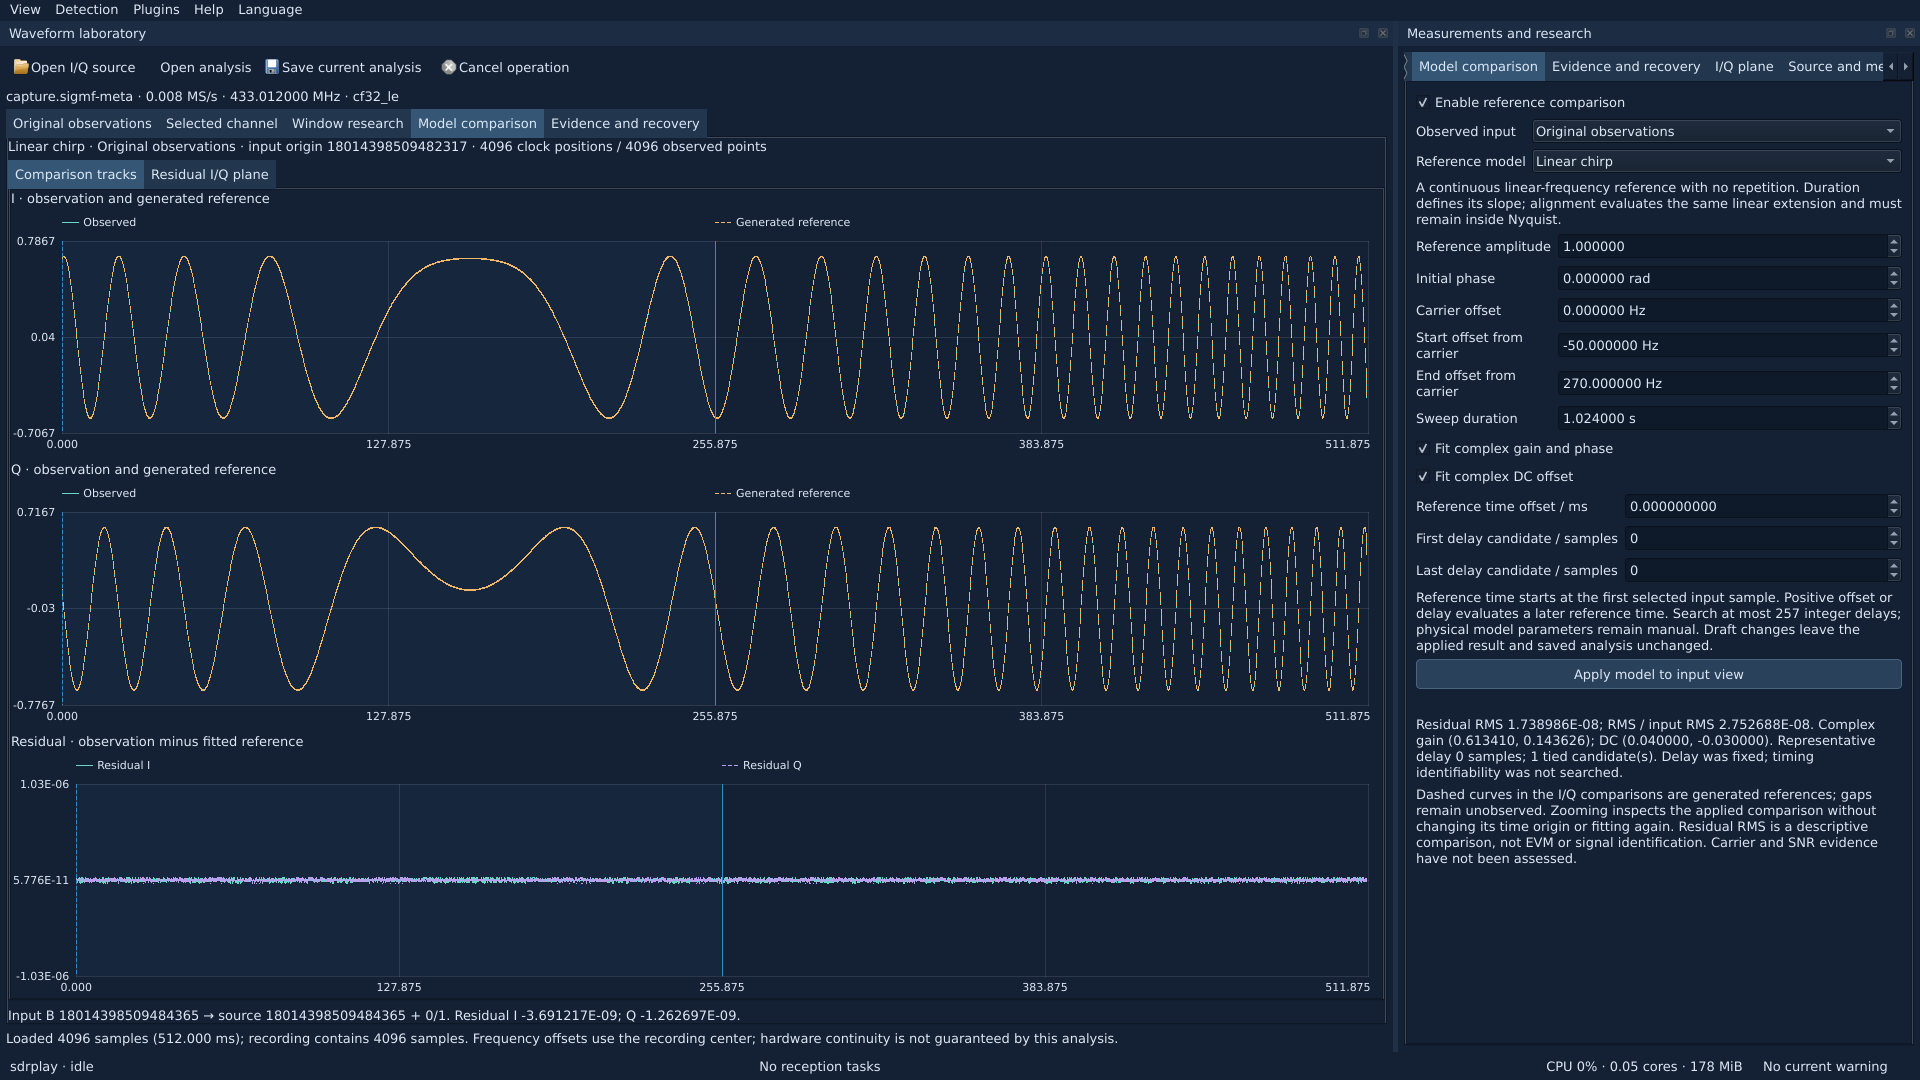 View Detection Plugins Help Language
Waveform laboratory
Open I/Q source Open analysis Save current analysis Cancel operation
capture.sigmf-meta · 0.008 MS/s · 433.012000 MHz · cf32_le
Original observations Selected channel Window research Model comparison Evidence and recovery
Linear chirp · Original observations · input origin 18014398509482317 · 4096 clock positions / 4096 observed points
Comparison tracks Residual I/Q plane
I · observation and generated reference
Observed Generated reference
0.7867
0.04
-0.7067
0.000 127.875 255.875 383.875 511.875
Q · observation and generated reference
Observed Generated reference
0.7167
-0.03
-0.7767
0.000 127.875 255.875 383.875 511.875
Residual · observation minus fitted reference
Residual I Residual Q
1.03E-06
5.776E-11
-1.03E-06
0.000 127.875 255.875 383.875 511.875
Input B 18014398509484365 → source 18014398509484365 + 0/1. Residual I -3.691217E-09; Q -1.262697E-09.
Loaded 4096 samples (512.000 ms); recording contains 4096 samples. Frequency offsets use the recording center; hardware continuity is not guaranteed by this analysis.
Measurements and research
Model comparison Evidence and recovery I/Q plane Source and me
Enable reference comparison
Observed input Original observations
Reference model Linear chirp
A continuous linear-frequency reference with no repetition. Duration
defines its slope; alignment evaluates the same linear extension and must
remain inside Nyquist.
Reference amplitude 1.000000
Initial phase 0.000000 rad
Carrier offset 0.000000 Hz
Start offset from
carrier -50.000000 Hz
End offset from
carrier 270.000000 Hz
Sweep duration 1.024000 s
Fit complex gain and phase
Fit complex DC offset
Reference time offset / ms 0.000000000
First delay candidate / samples 0
Last delay candidate / samples 0
Reference time starts at the first selected input sample. Positive offset or
delay evaluates a later reference time. Search at most 257 integer delays;
physical model parameters remain manual. Draft changes leave the
applied result and saved analysis unchanged.
Apply model to input view
Residual RMS 1.738986E-08; RMS / input RMS 2.752688E-08. Complex
gain (0.613410, 0.143626); DC (0.040000, -0.030000). Representative
delay 0 samples; 1 tied candidate(s). Delay was fixed; timing
identifiability was not searched.
Dashed curves in the I/Q comparisons are generated references; gaps
remain unobserved. Zooming inspects the applied comparison without
changing its time origin or fitting again. Residual RMS is a descriptive
comparison, not EVM or signal identification. Carrier and SNR evidence
have not been assessed.
sdrplay · idle No reception tasks CPU 0% · 0.05 cores · 178 MiB No current warning